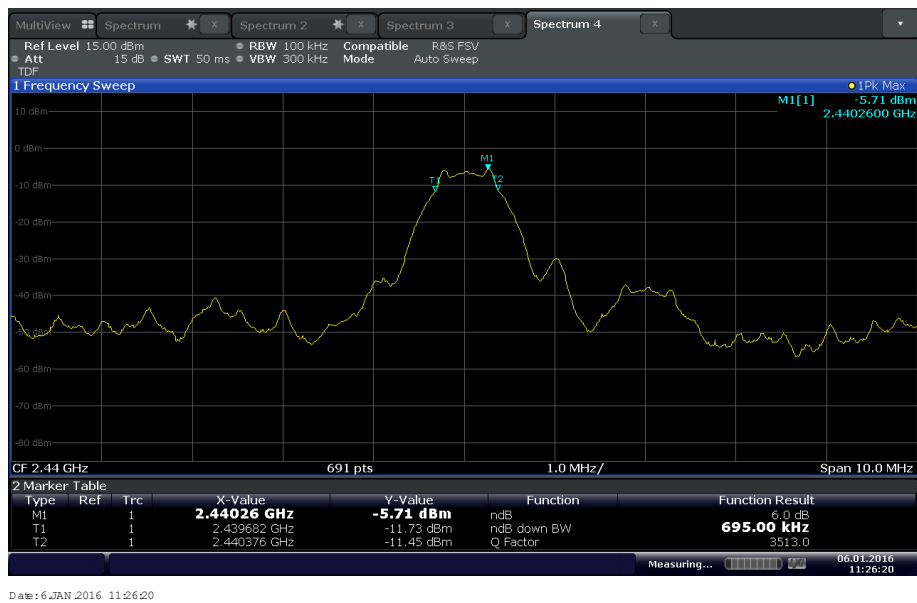 MultiView Spectrum x Spectrum 2 x Spectrum 3 x Spectrum 4 x
Ref Level 15.00 dBm RBW 100 kHz Compatible R&S FSV
Att 15 dB SWT 50 ms VBW 300 kHz Mode Auto Sweep
TDF
1 Frequency Sweep 1Pk Max
M1[1] -5.71 dBm
2.4402600 GHz
10 dBm
0 dBm
M1
T1 T2
-10 dBm
-20 dBm
-30 dBm
-40 dBm
-50 dBm
-60 dBm
-70 dBm
-80 dBm
CF 2.44 GHz 691 pts 1.0 MHz/ Span 10.0 MHz
2 Marker Table
Type Ref Trc X-Value Y-Value Function Function Result
M1 1 2.44026 GHz -5.71 dBm ndB 6.0 dB
T1 1 2.439682 GHz -11.73 dBm ndB down BW 695.00 kHz
T2 1 2.440376 GHz -11.45 dBm Q Factor 3513.0
Measuring... 06.01.2016
11:26:20
Date: 6.JAN.2016 11:26:20